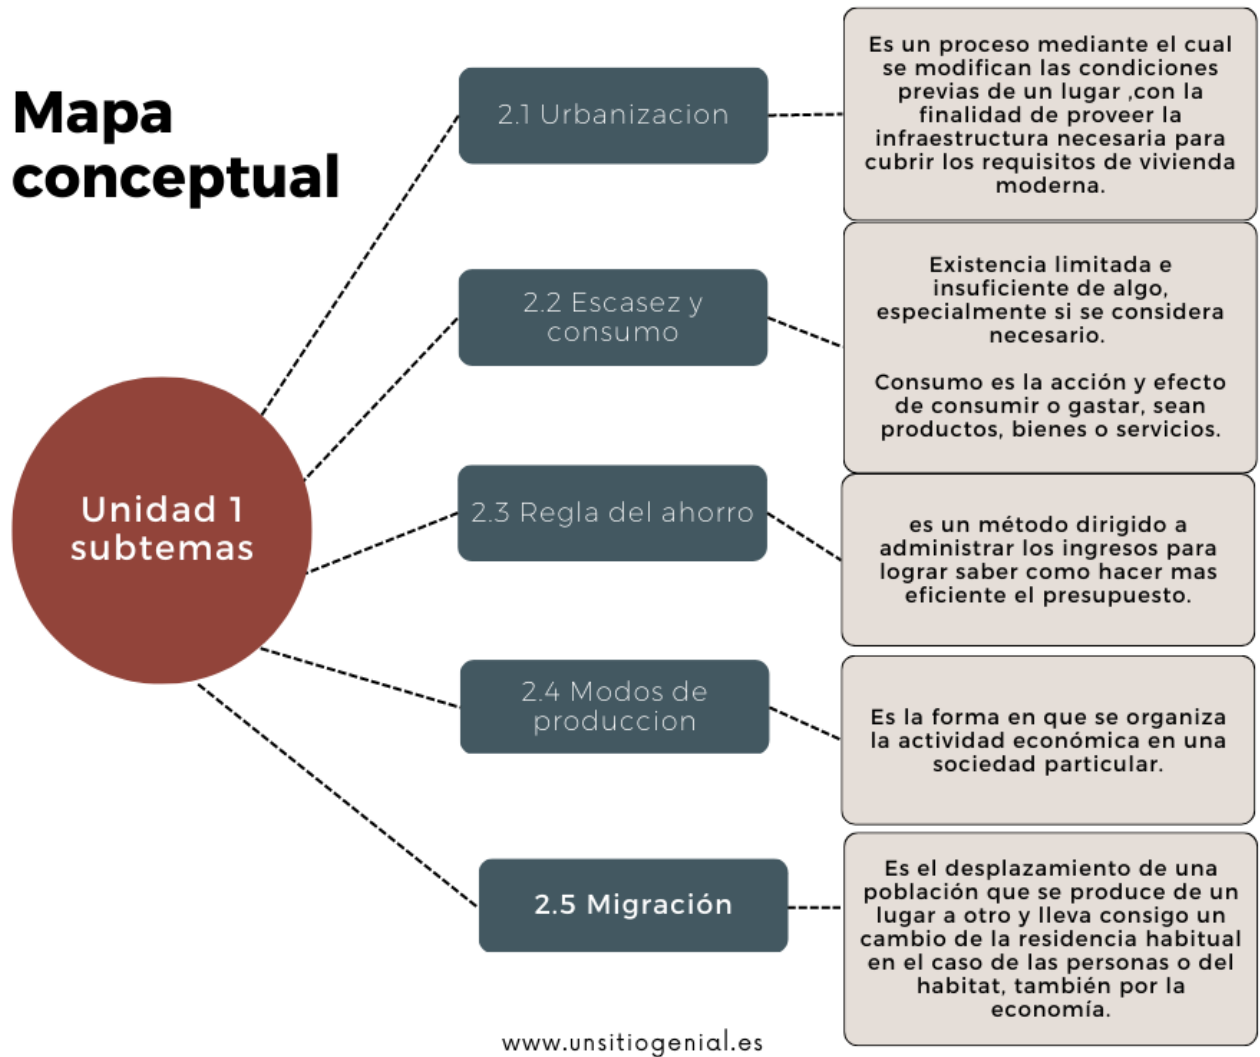 Mapa
conceptual
Unidad 1
subtemas
2.1 Urbanizacion
Es un proceso mediante el cual
se modifican las condiciones
previas de un lugar ,con la
finalidad de proveer la
infraestructura necesaria para
cubrir los requisitos de vivienda
moderna.
2.2 Escasez y
consumo
Existencia limitada e
insuficiente de algo,
especialmente si se considera
necesario.
Consumo es la acción y efecto
de consumir o gastar, sean
productos, bienes o servicios.
2.3 Regla del ahorro
es un método dirigido a
administrar los ingresos para
lograr saber como hacer mas
eficiente el presupuesto.
2.4 Modos de
produccion
Es la forma en que se organiza
la actividad económica en una
sociedad particular.
2.5 Migración
Es el desplazamiento de una
población que se produce de un
lugar a otro y lleva consigo un
cambio de la residencia habitual
en el caso de las personas o del
habitat, también por la
economía.
www.unsitiogenial.es